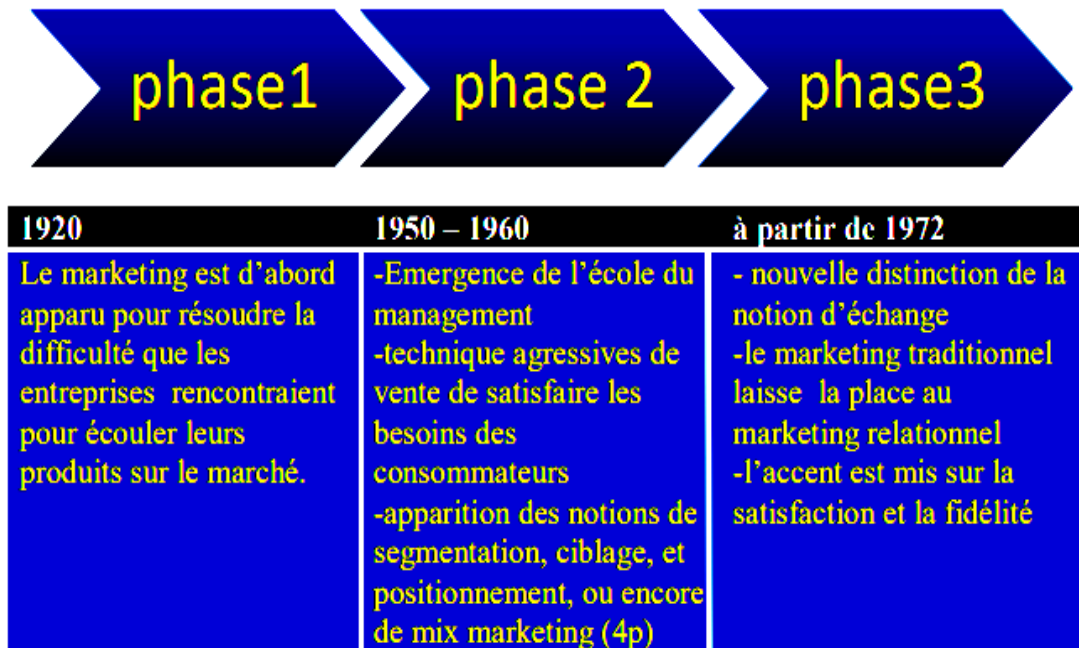 phase1
phase 2
phase3
1920
Le marketing est d’abord
apparu pour résoudre la
difficulté que les
entreprises rencontraient
pour écouler leurs
produits sur le marché.
1950 – 1960
-Emergence de l’école du
management
-technique agressives de
vente de satisfaire les
besoins des
consommateurs
-apparition des notions de
segmentation, ciblage, et
positionnement, ou encore
de mix marketing (4p)
à partir de 1972
- nouvelle distinction de la
notion d’échange
-le marketing traditionnel
laisse la place au
marketing relationnel
-l’accent est mis sur la
satisfaction et la fidélité